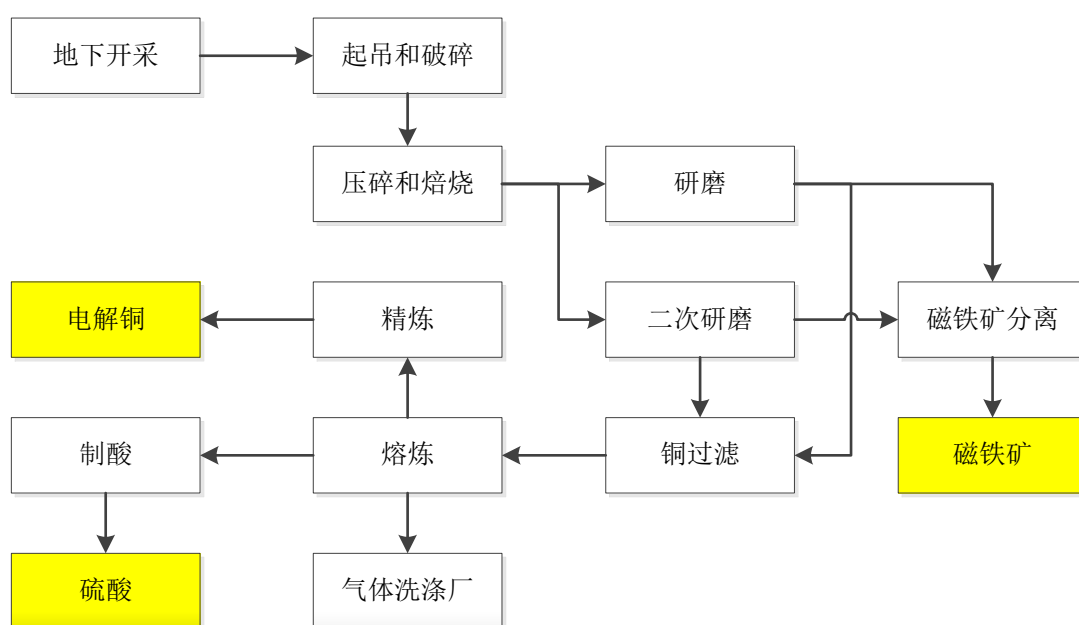 地下开采
起吊和破碎
压碎和焙烧
研磨
电解铜
精炼
二次研磨
磁铁矿分离
制酸
熔炼
铜过滤
磁铁矿
硫酸
气体洗涤厂